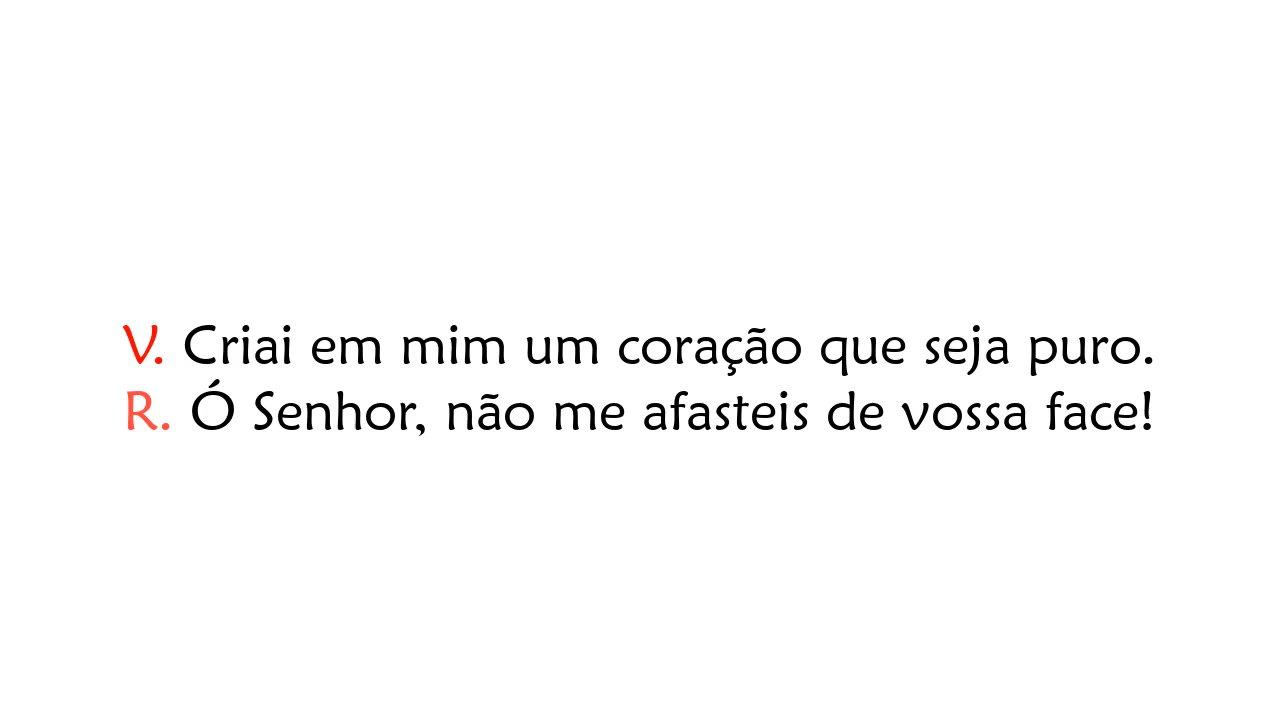 V. Criai em mim um coração que seja puro.
R. Ó Senhor, não me afasteis de vossa face!